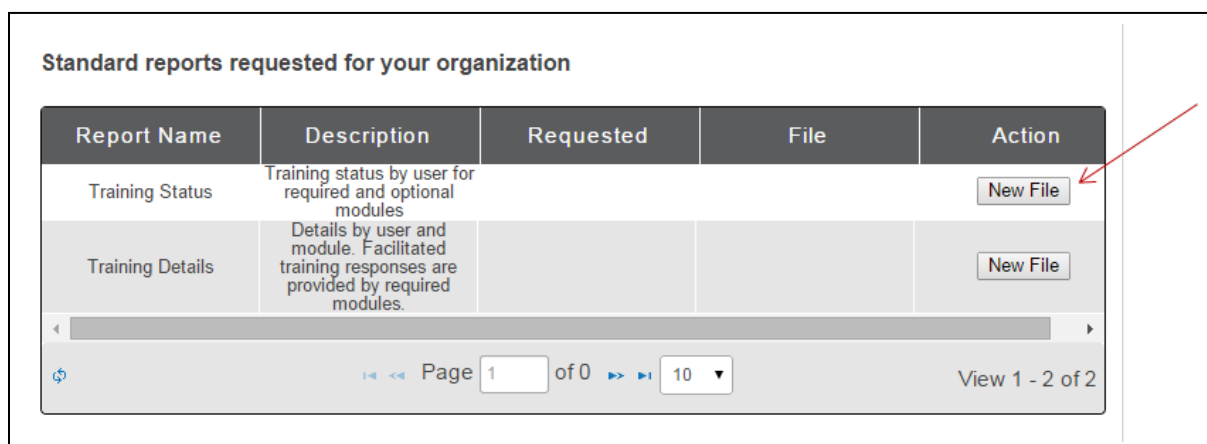 Standard reports requested for your organization
Report Name Description Requested File Action
Training Status
Training status by user for
required and optional
modules
New File
Training Details
Details by user and
module. Facilitated
training responses are
provided by required
modules.
New File
Page 1 of 0 10 View 1 - 2 of 2